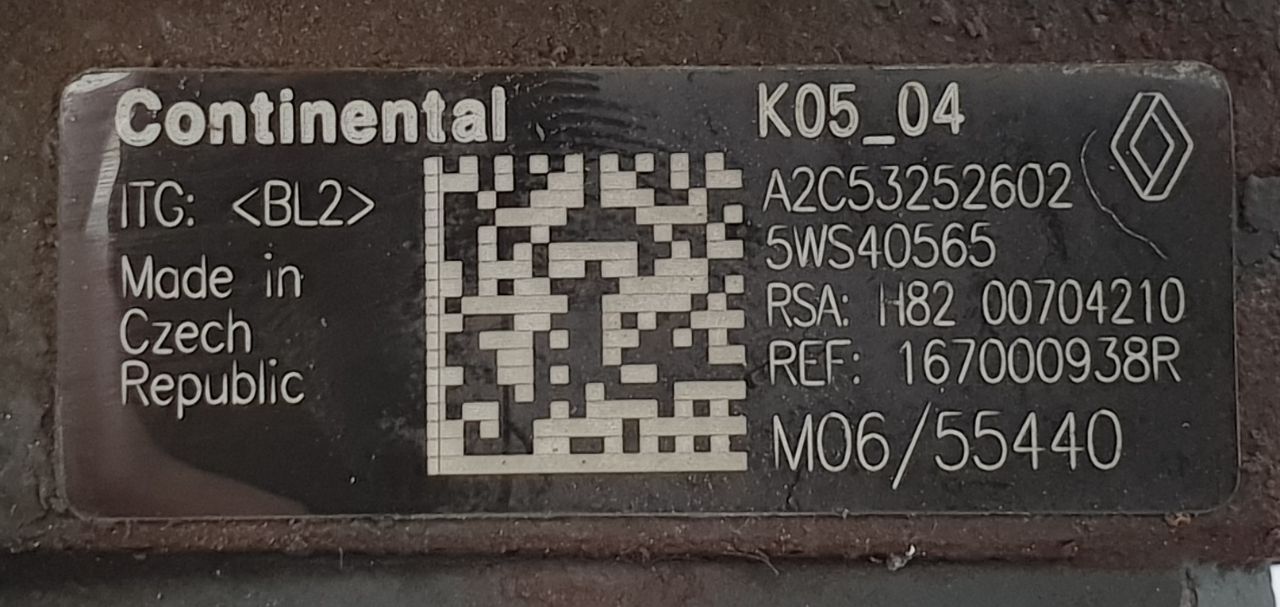 Continental
ITG: <BL2>
Made in
Czech
Republic
K05_04
A2C53252602
5WS40565
RSA: H82 00704210
REF: 167000938R
M06/55440